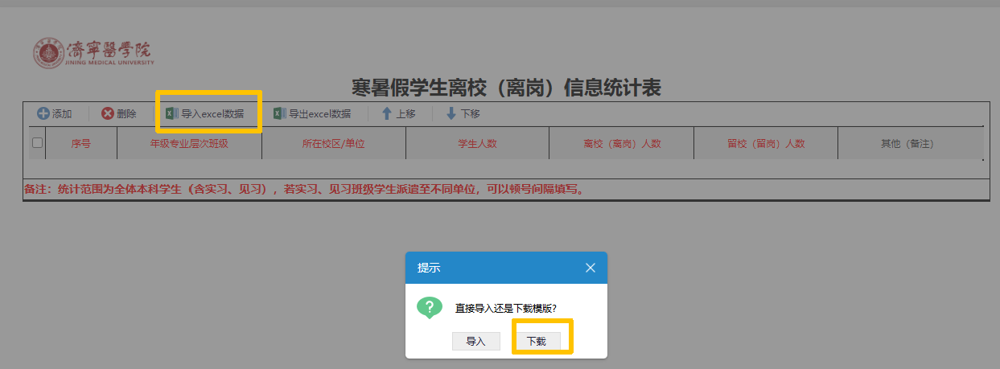 濟寧醫學院
JINING MEDICAL UNIVERSITY
寒暑假学生离校（离岗）信息统计表
添加 删除 导入excel数据 导出excel数据 上移 下移
序号 年级专业层次班级 所在校区/单位 学生人数 离校（离岗）人数 留校（留岗）人数 其他（备注）
备注：统计范围为全体本科学生（含实习、见习），若实习、见习班级学生派遣至不同单位，可以顿号间隔填写。
提示
直接导入还是下载模版?
导入 下载